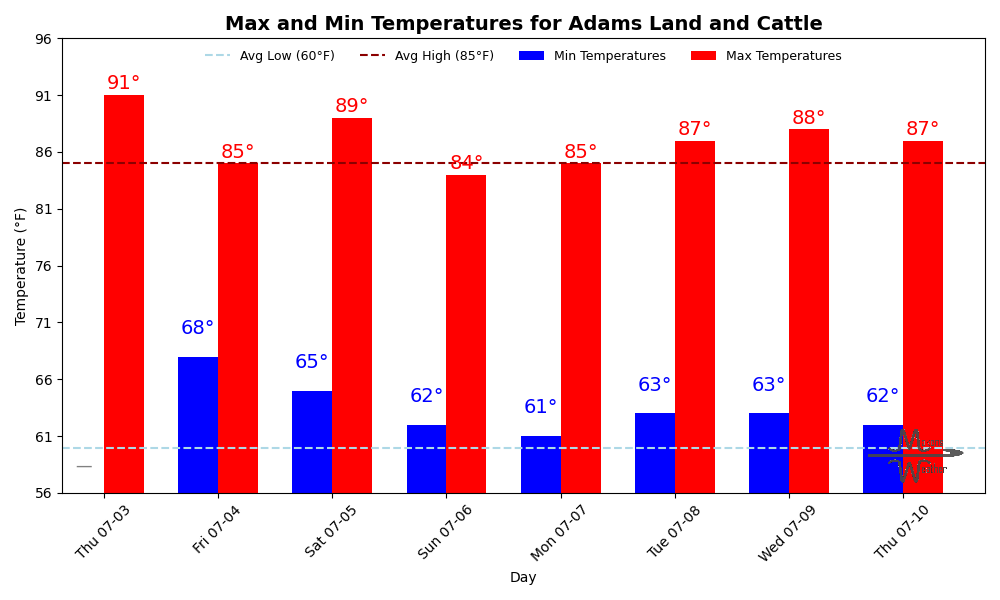 Max and Min Temperatures for Adams Land and Cattle
Avg Low (60°F) Avg High (85°F) Min Temperatures Max Temperatures
96
91
86
81
76
71
66
61
56
Temperature (°F)
91°
85°
89°
84°
85°
87°
88°
87°
68°
65°
62°
61°
63°
63°
62°
—
Thu 07-03
Fri 07-04
Sat 07-05
Sun 07-06
Mon 07-07
Tue 07-08
Wed 07-09
Thu 07-10
Day